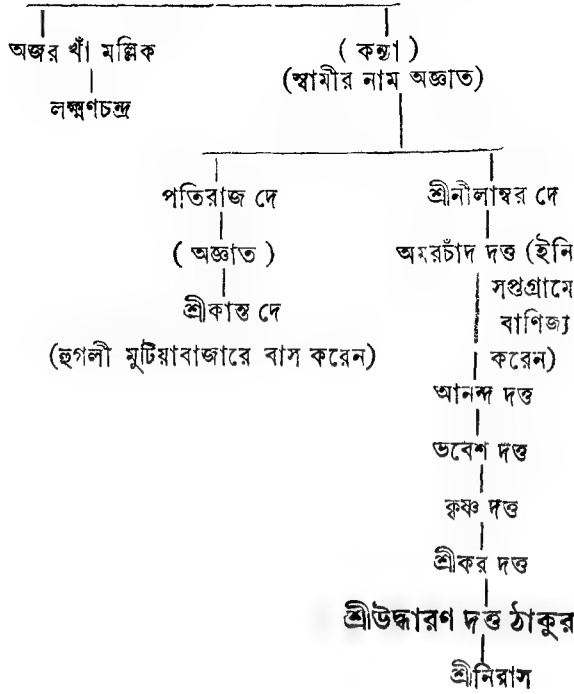 অজর খাঁ মল্লিক
( কন্যা )
লক্ষ্মণচন্দ্র
(স্বামীর নাম অজ্ঞাত)
পতিরাজ দে
শ্রীনীলাম্বর দে
( অজ্ঞাত )
অমরচাঁদ দত্ত (ইনি
শ্রীকান্ত দে
সপ্তগ্রামে
বাণিজ্য
(হুগলী মুটিয়াবাজারে বাস করেন)
করেন)
আনন্দ দত্ত
ভবেশ দত্ত
কৃষ্ণ দত্ত
শ্রীকর দত্ত
শ্রীউদ্ধারণ দত্ত ঠাকুর
শ্রীনিরাস